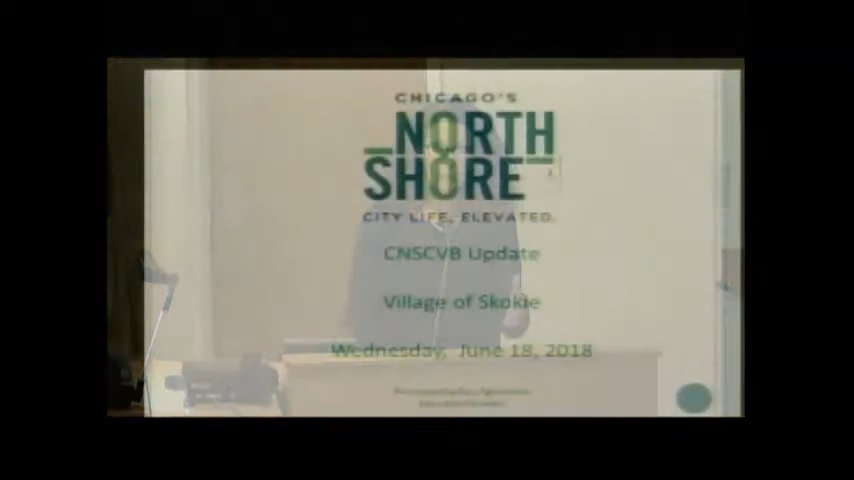 CHICAGO'S
NORTH
SHORE
CITY LIFE, ELEVATED.
CNSCVB Update
Village of Skokie
Wednesday, June 18, 2018